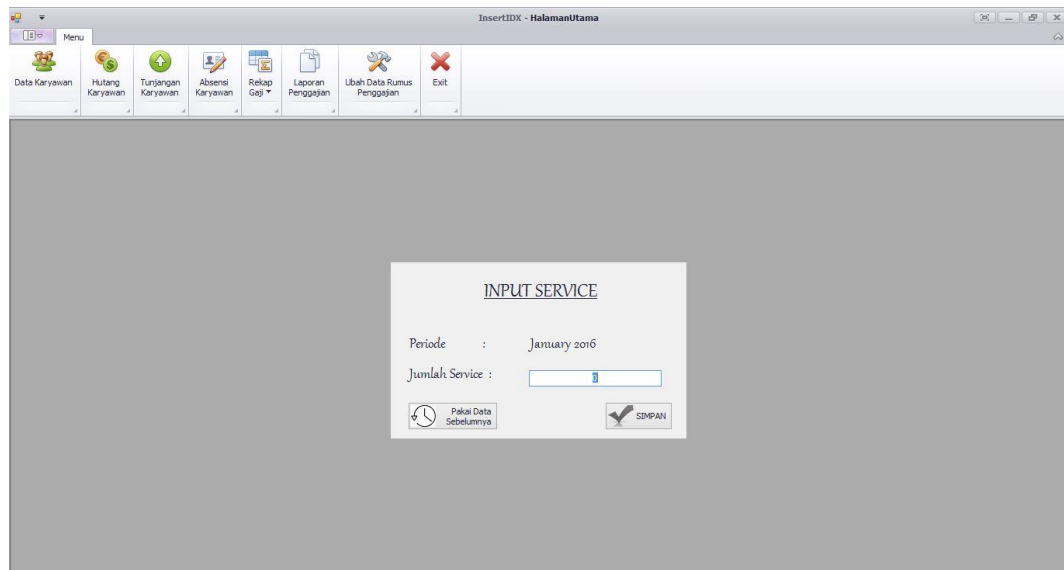 InsertIDX - HalamanUtama
Menu
Data Karyawan
Hutang
Karyawan
Tunjangan
Karyawan
Absensi
Karyawan
Rekap
Gaji
Laporan
Penggajian
Ubah Data Rumus
Penggajian
Exit
INPUT SERVICE
Periode : January 2016
Jumlah Service : 0
Pakai Data
Sebelumnya
SIMPAN